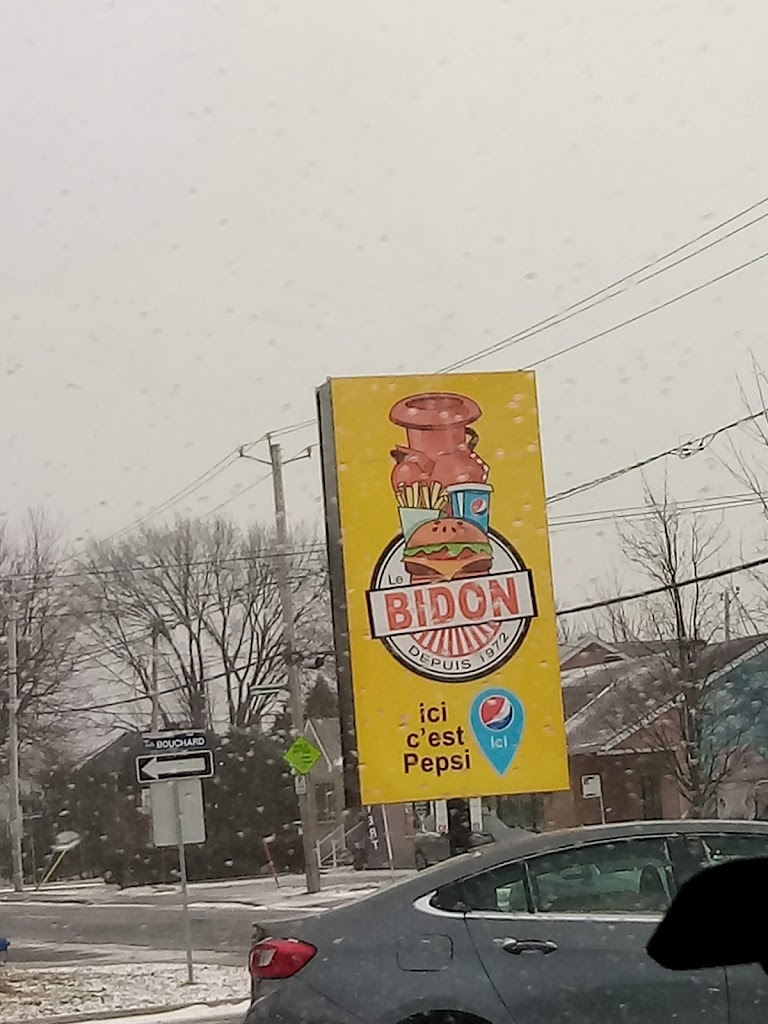 Le
BIDON
DEPUIS 1972
ici
c'est
Pepsi
Ici
BOUCHARD